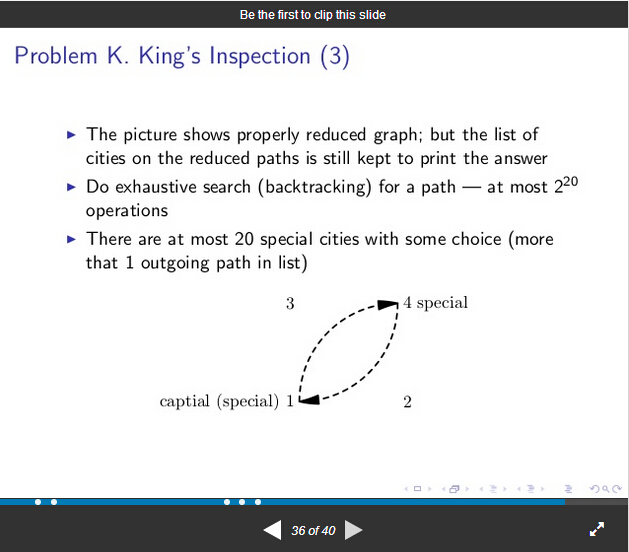 Be the first to clip this slide
Problem K. King's Inspection (3)
The picture shows properly reduced graph; but the list of
cities on the reduced paths is still kept to print the answer
Do exhaustive search (backtracking) for a path — at most 2²⁰
operations
There are at most 20 special cities with some choice (more
that 1 outgoing path in list)
3
4 special
captial (special) 1
2
36 of 40